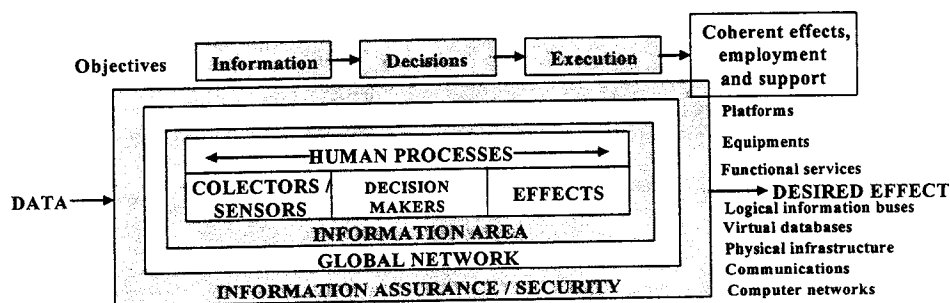 Coherent effects,
employment
and support
Objectives
Information
Decisions
Execution
Platforms
Equipments
Functional services
HUMAN PROCESSES
COLECTORS /
SENSORS
DECISION
MAKERS
EFFECTS
DATA
DESIRED EFFECT
Logical information buses
Virtual databases
Physical infrastructure
Communications
Computer networks
INFORMATION AREA
GLOBAL NETWORK
INFORMATION ASSURANCE / SECURITY